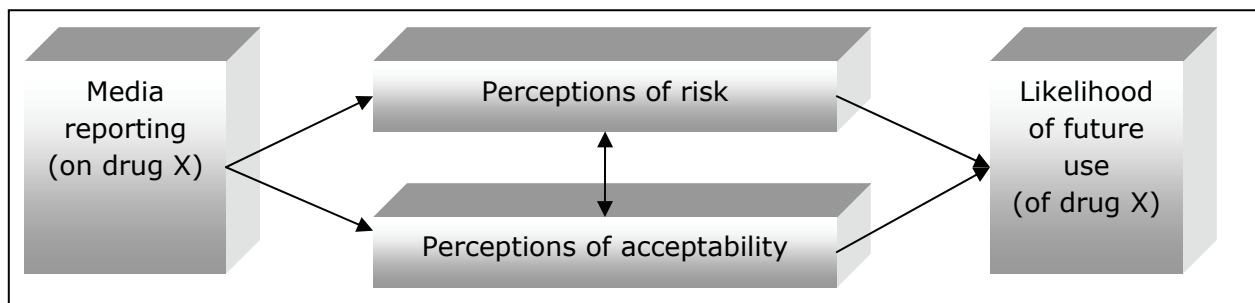 Media
reporting
(on drug X)
Perceptions of risk
Perceptions of acceptability
Likelihood
of future
use
(of drug X)